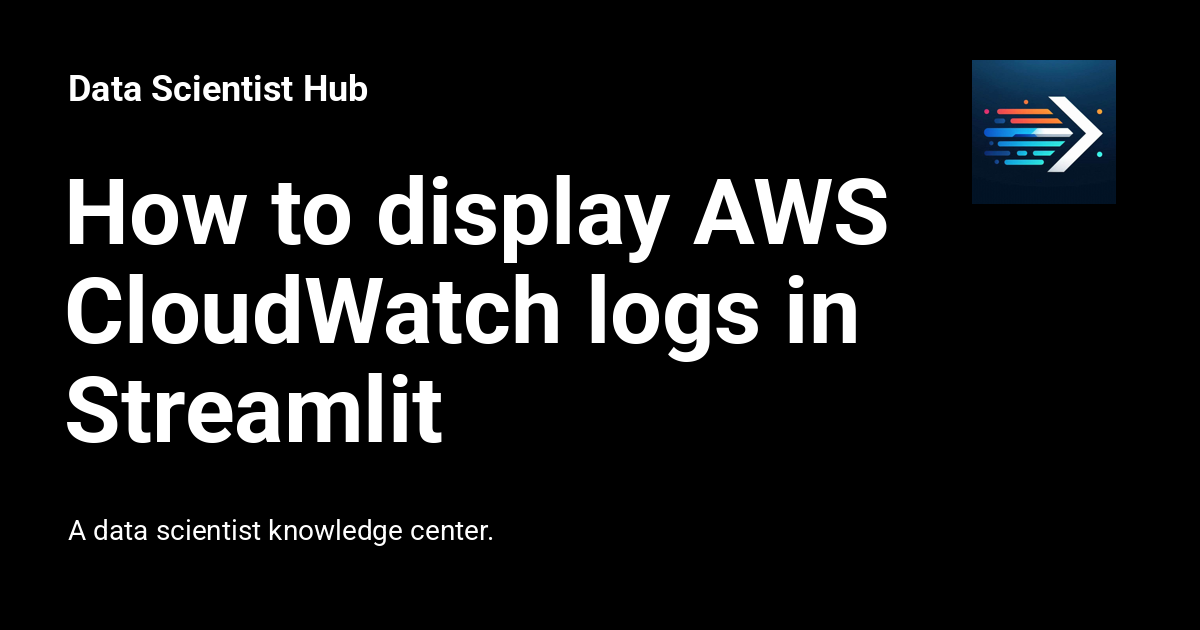 Data Scientist Hub
How to display AWS
CloudWatch logs in
Streamlit
A data scientist knowledge center.